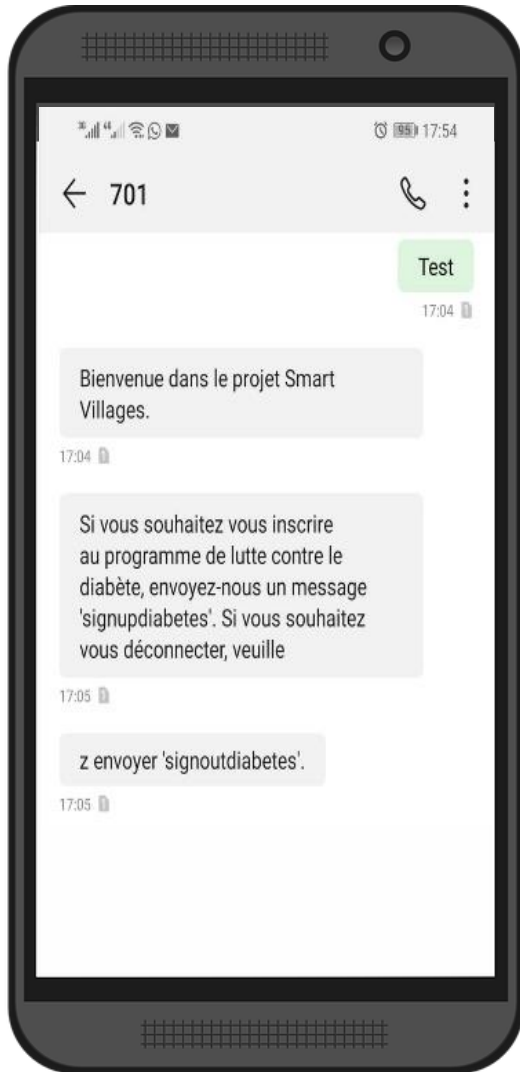 95 17:54
701
Test
17:04
Bienvenue dans le projet Smart
Villages.
17:04
Si vous souhaitez vous inscrire
au programme de lutte contre le
diabète, envoyez-nous un message
'signupdiabetes'. Si vous souhaitez
vous déconnecter, veuille
17:05
z envoyer 'signoutdiabetes'.
17:05